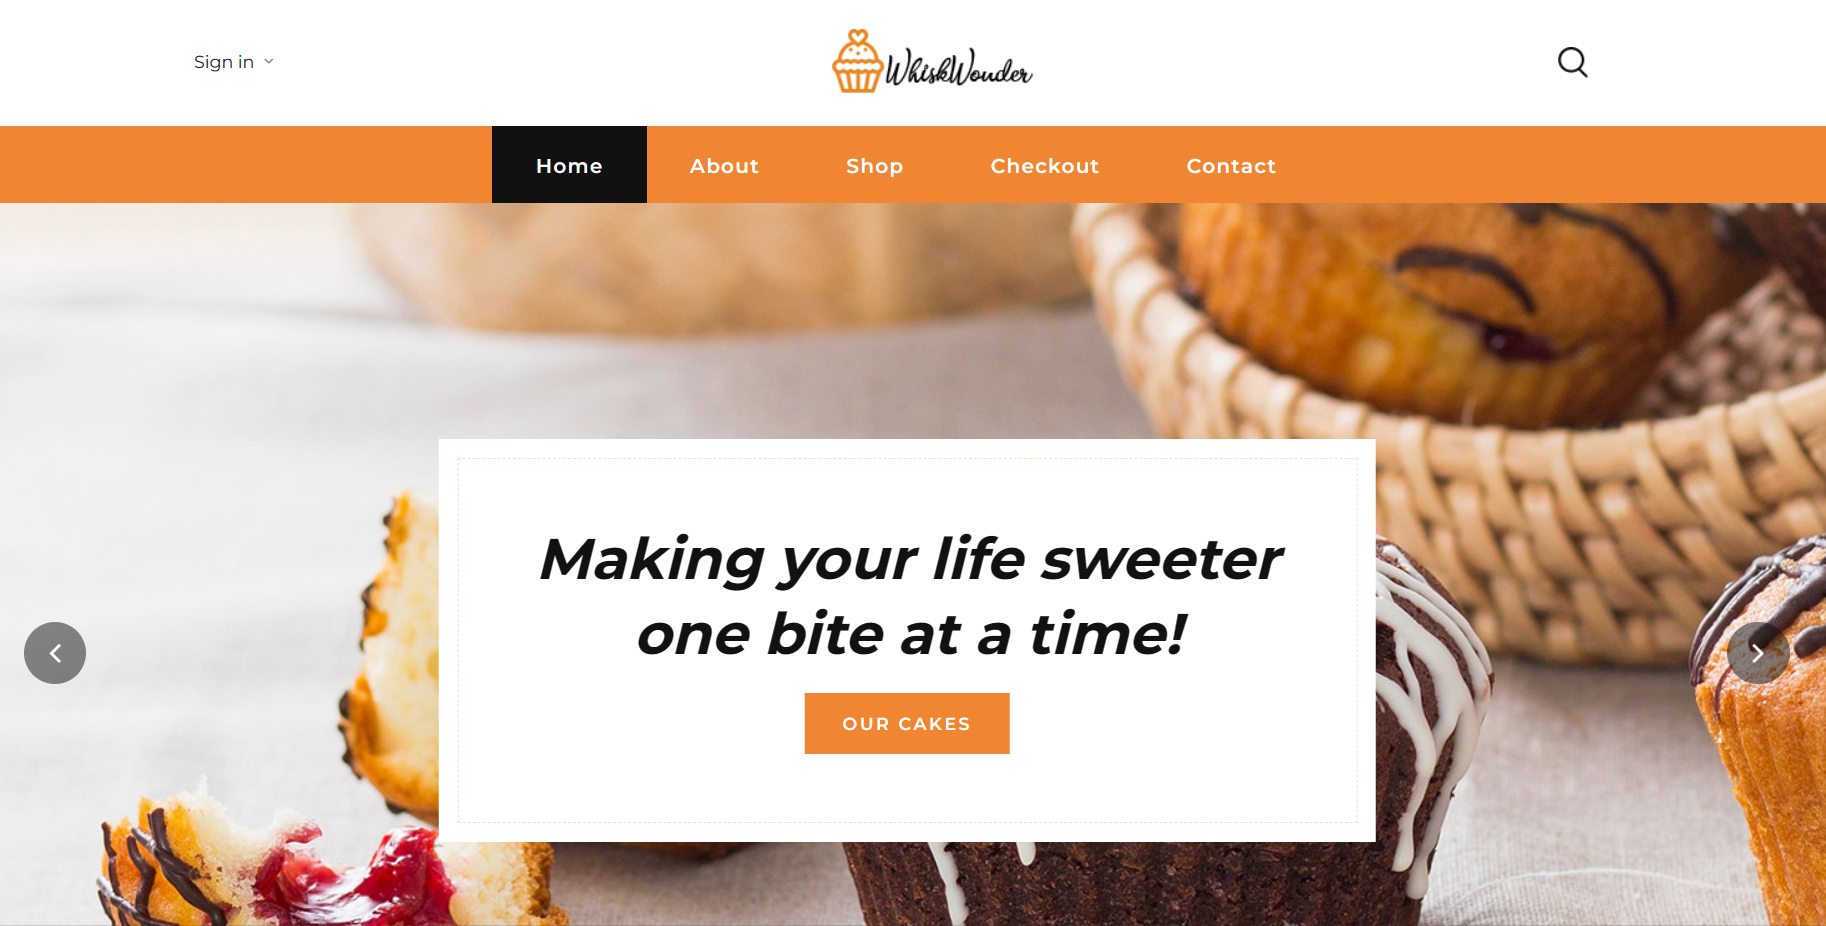 Sign in
WhiskWonder
Home
About
Shop
Checkout
Contact
Making your life sweeter
one bite at a time!
OUR CAKES